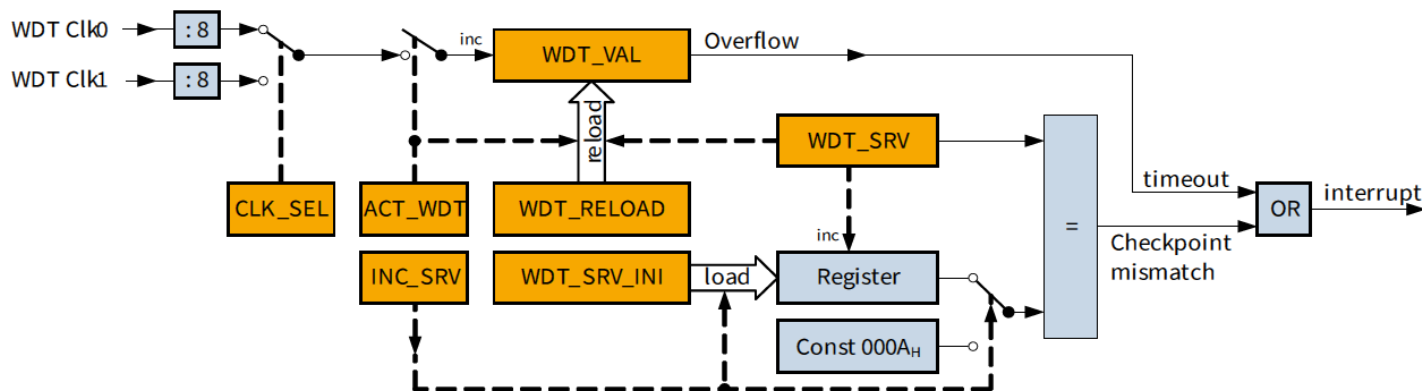 WDT Clk0
: 8
inc
WDT_VAL
Overflow
WDT Clk1
: 8
reload
WDT_SRV
timeout
interrupt
CLK_SEL
ACT_WDT
WDT_RELOAD
OR
inc
=
Checkpoint
mismatch
INC_SRV
WDT_SRV_INI
load
Register
Const 000A_H